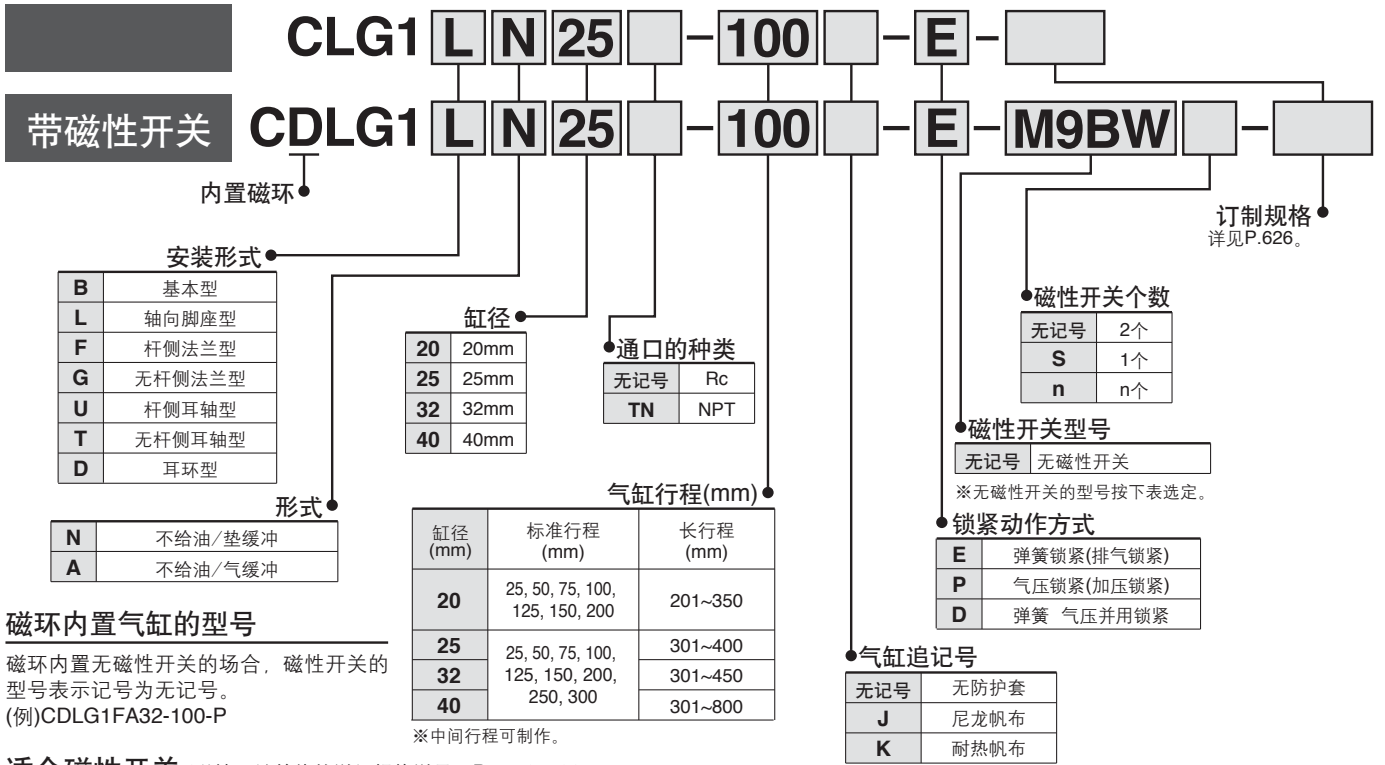 CLG1 L N 25 - 100 - E -
带磁性开关 CDLG1 L N 25 - 100 - E - M9BW -
内置磁环
订制规格
详见P.626。
安装形式
B 基本型
L 轴向脚座型
F 杆侧法兰型
G 无杆侧法兰型
U 杆侧耳轴型
T 无杆侧耳轴型
D 耳环型
形式
N 不给油/垫缓冲
A 不给油/气缓冲
缸径
20 20mm
25 25mm
32 32mm
40 40mm
通口的种类
无记号 Rc
TN NPT
磁性开关个数
无记号 2个
S 1个
n n个
磁性开关型号
无记号 无磁性开关
※无磁性开关的型号按下表选定。
锁紧动作方式
E 弹簧锁紧(排气锁紧)
P 气压锁紧(加压锁紧)
D 弹簧 气压并用锁紧
气缸行程(mm)
缸径 标准行程 长行程
(mm) (mm) (mm)
20 25, 50, 75, 100, 125, 150, 200 201~350
25 25, 50, 75, 100, 125, 150, 200, 250, 300 301~400
32 301~450
40 301~800
※中间行程可制作。
气缸追记号
无记号 无防护套
J 尼龙帆布
K 耐热帆布
磁环内置气缸的型号
磁环内置无磁性开关的场合，磁性开关的
型号表示记号为无记号。
(例)CDLG1FA32-100-P